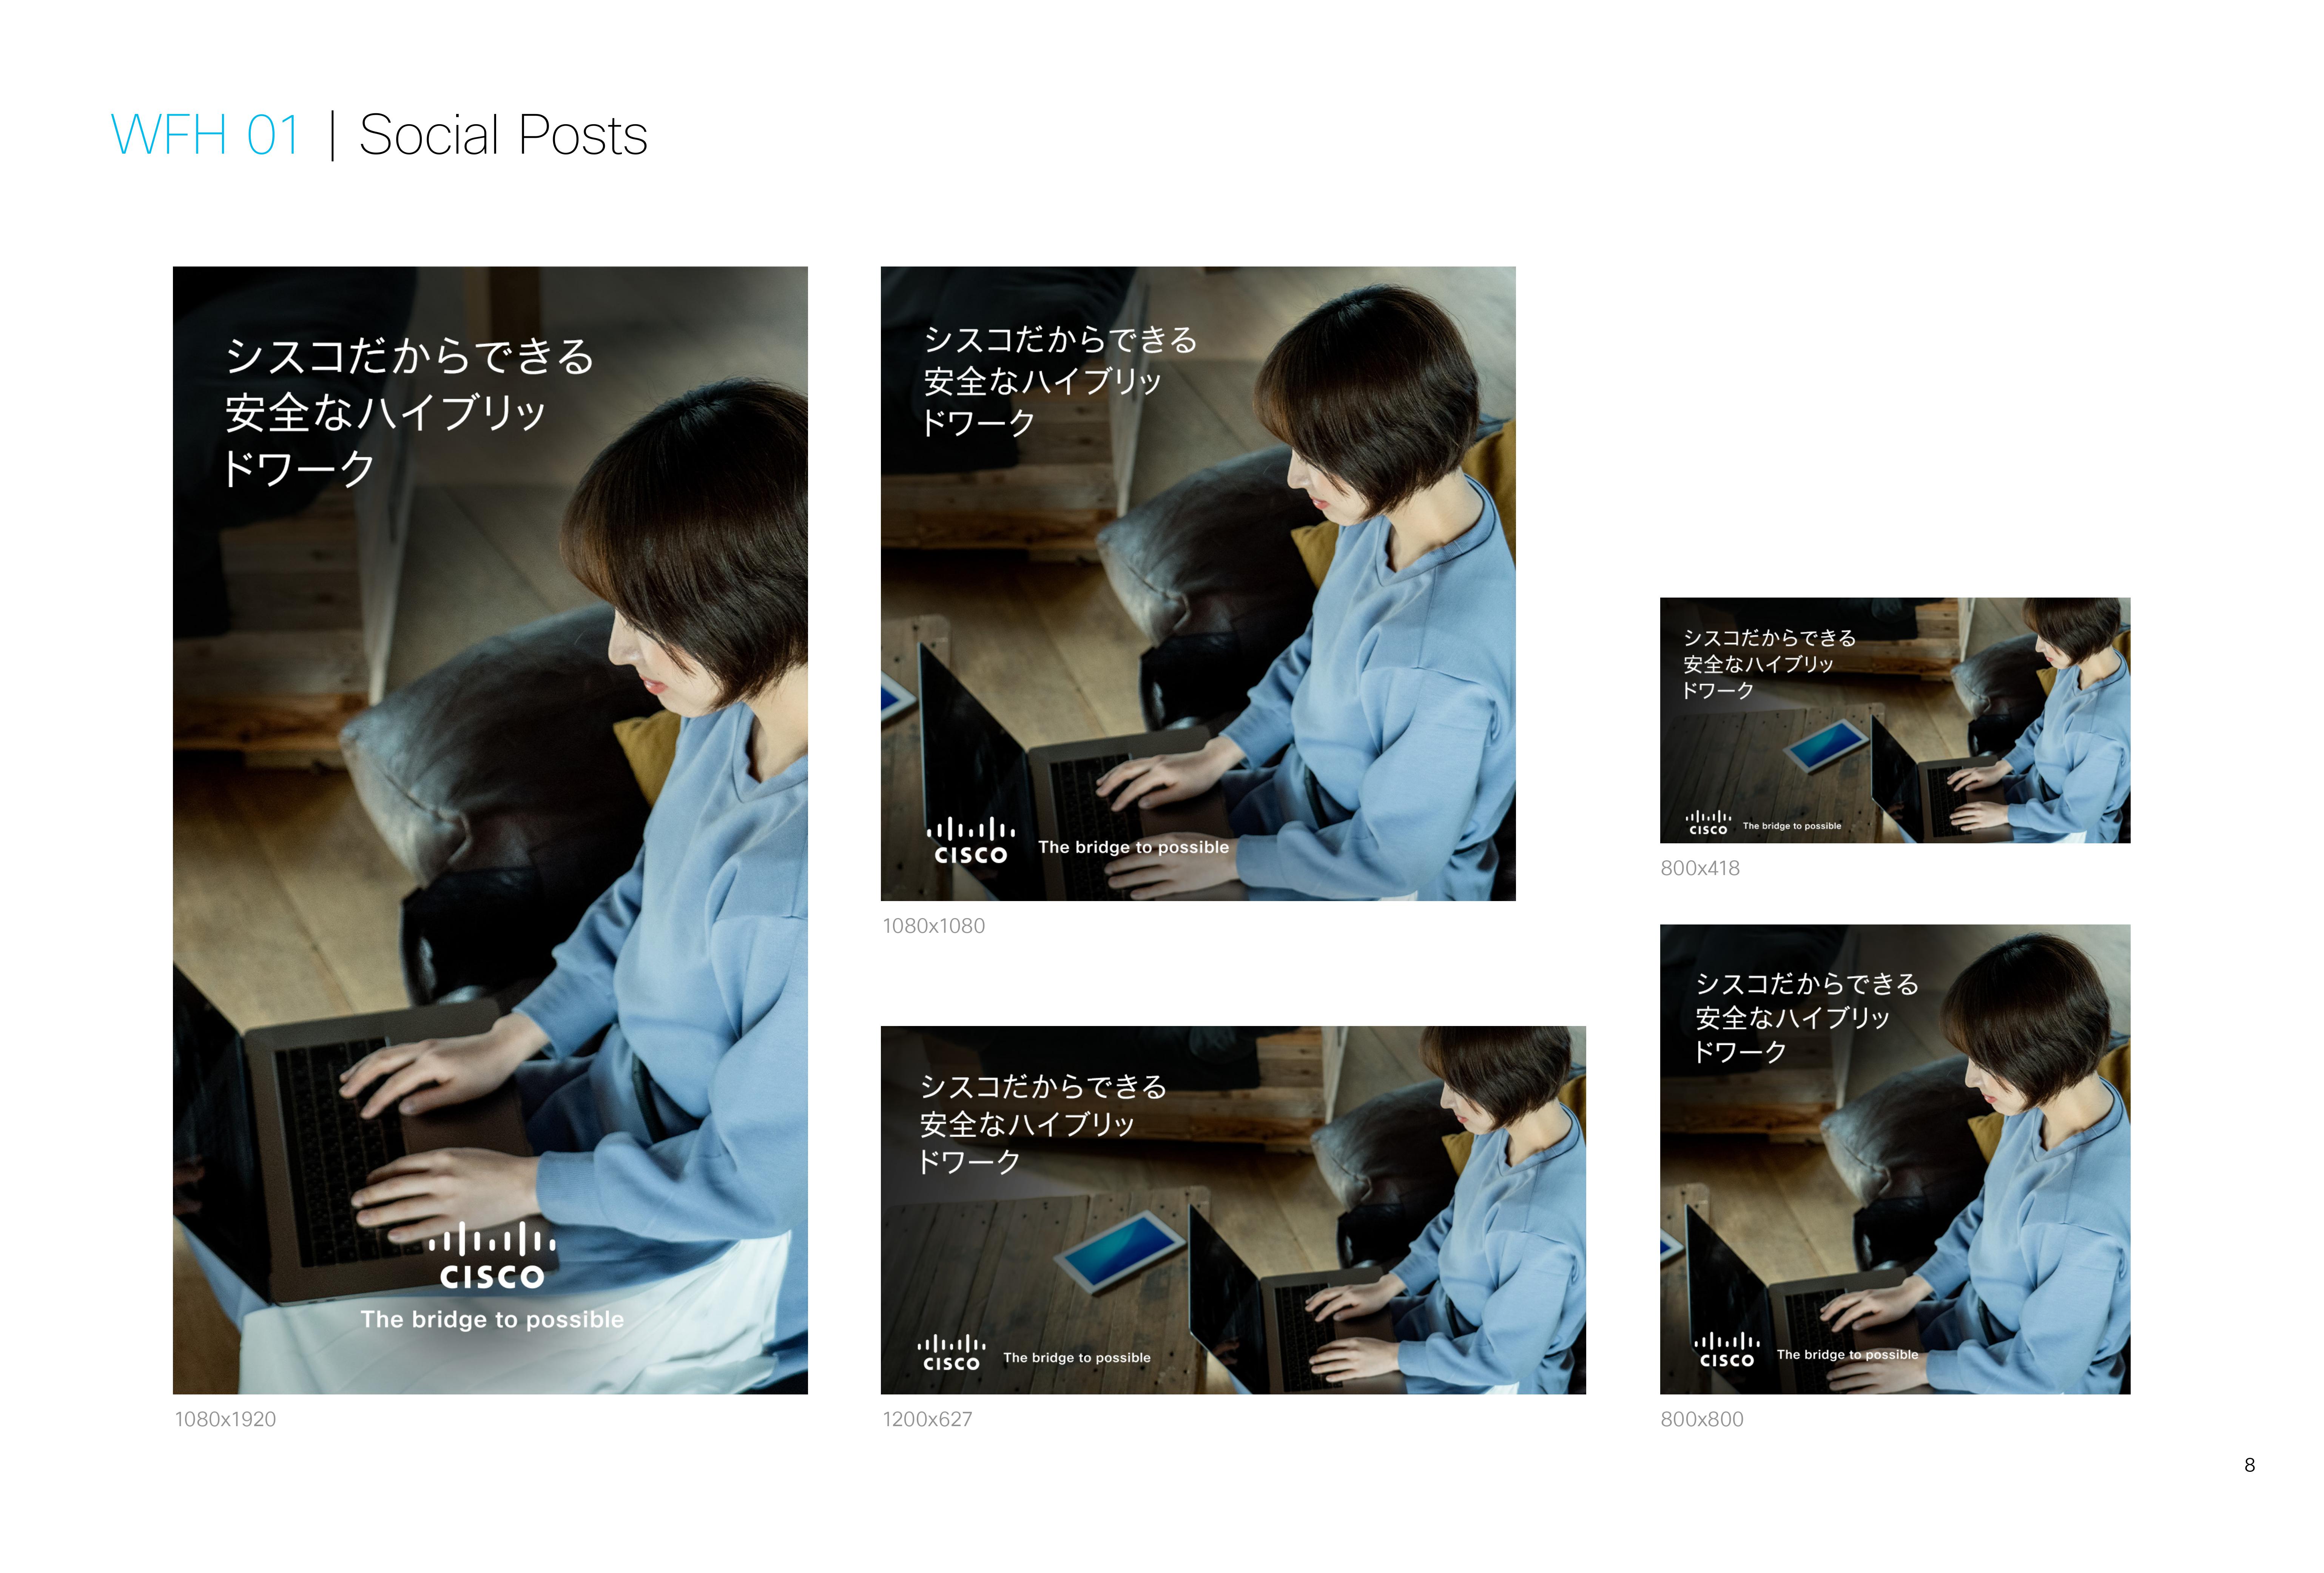 WFH 01 | Social Posts
シスコだからできる
安全なハイブリッ
ドワーク
CISCO
The bridge to possible
1080x1920
シスコだからできる
安全なハイブリッ
ドワーク
CISCO The bridge to possible
1080x1080
シスコだからできる
安全なハイブリッ
ドワーク
CISCO The bridge to possible
1200x627
シスコだからできる
安全なハイブリッ
ドワーク
CISCO The bridge to possible
800x418
シスコだからできる
安全なハイブリッ
ドワーク
CISCO The bridge to possible
800x800
8